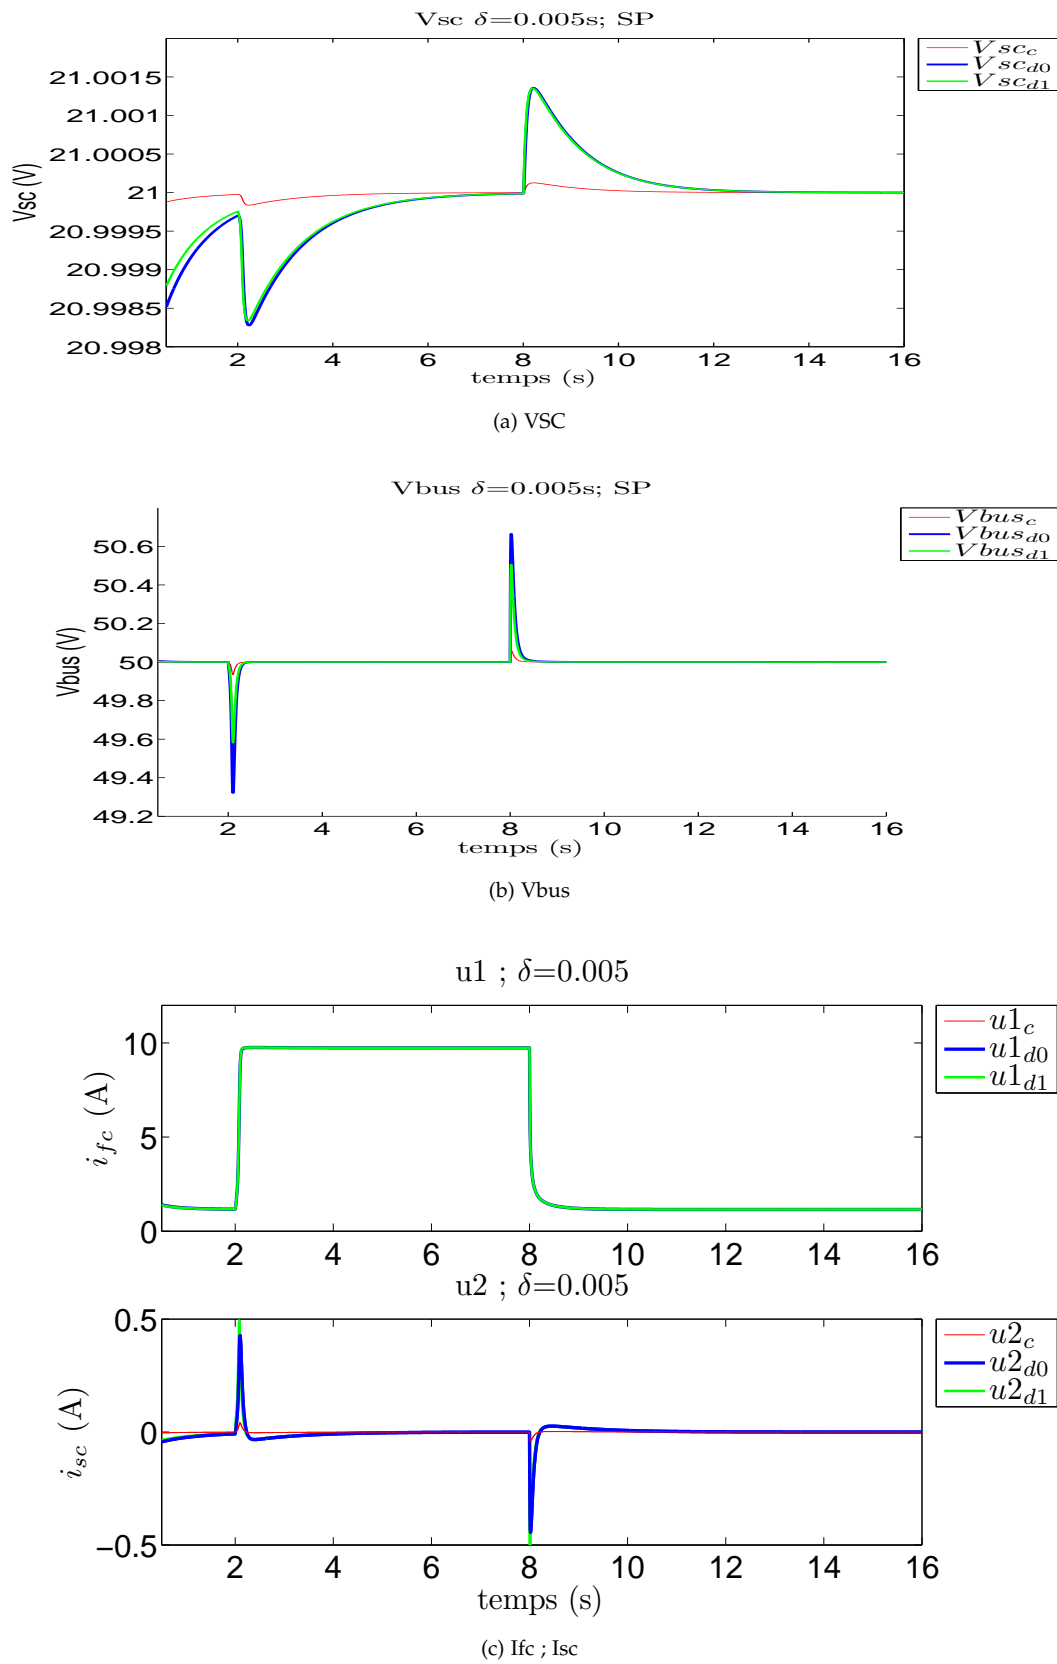 Vsc δ=0.005s; SP
Vsc_c
Vsc_d0
Vsc_d1
21.0015
21.001
21.0005
21
20.9995
20.999
20.9985
20.998
Vsc (V)
2 4 6 8 10 12 14 16
temps (s)
(a) VSC
Vbus δ=0.005s; SP
Vbus_c
Vbus_d0
Vbus_d1
50.6
50.4
50.2
50
49.8
49.6
49.4
49.2
Vbus (V)
2 4 6 8 10 12 14 16
temps (s)
(b) Vbus
u1 ; δ=0.005
u1_c
u1_d0
u1_d1
10
5
0
i_fc (A)
2 4 6 8 10 12 14 16
u2 ; δ=0.005
u2_c
u2_d0
u2_d1
0.5
0
−0.5
i_sc (A)
2 4 6 8 10 12 14 16
temps (s)
(c) Ifc ; Isc